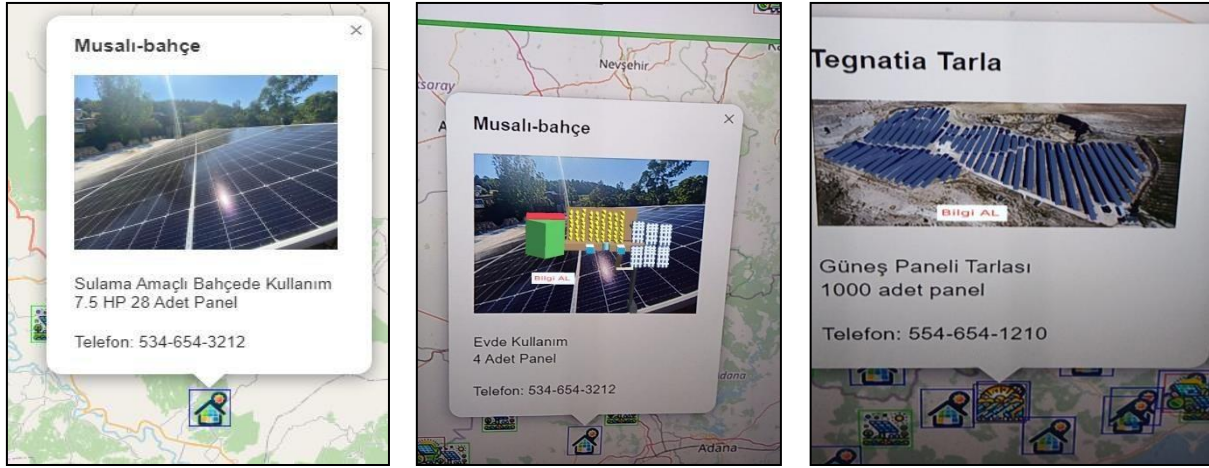 Musalı-bahçe
Sulama Amaçlı Bahçede Kullanım
7.5 HP 28 Adet Panel
Telefon: 534-654-3212
Nevşehir
Musalı-bahçe
Bilgi AL
Evde Kullanım
4 Adet Panel
Telefon: 534-654-3212
Adana
Tegnatia Tarla
Bilgi AL
Güneş Paneli Tarlası
1000 adet panel
Telefon: 554-654-1210